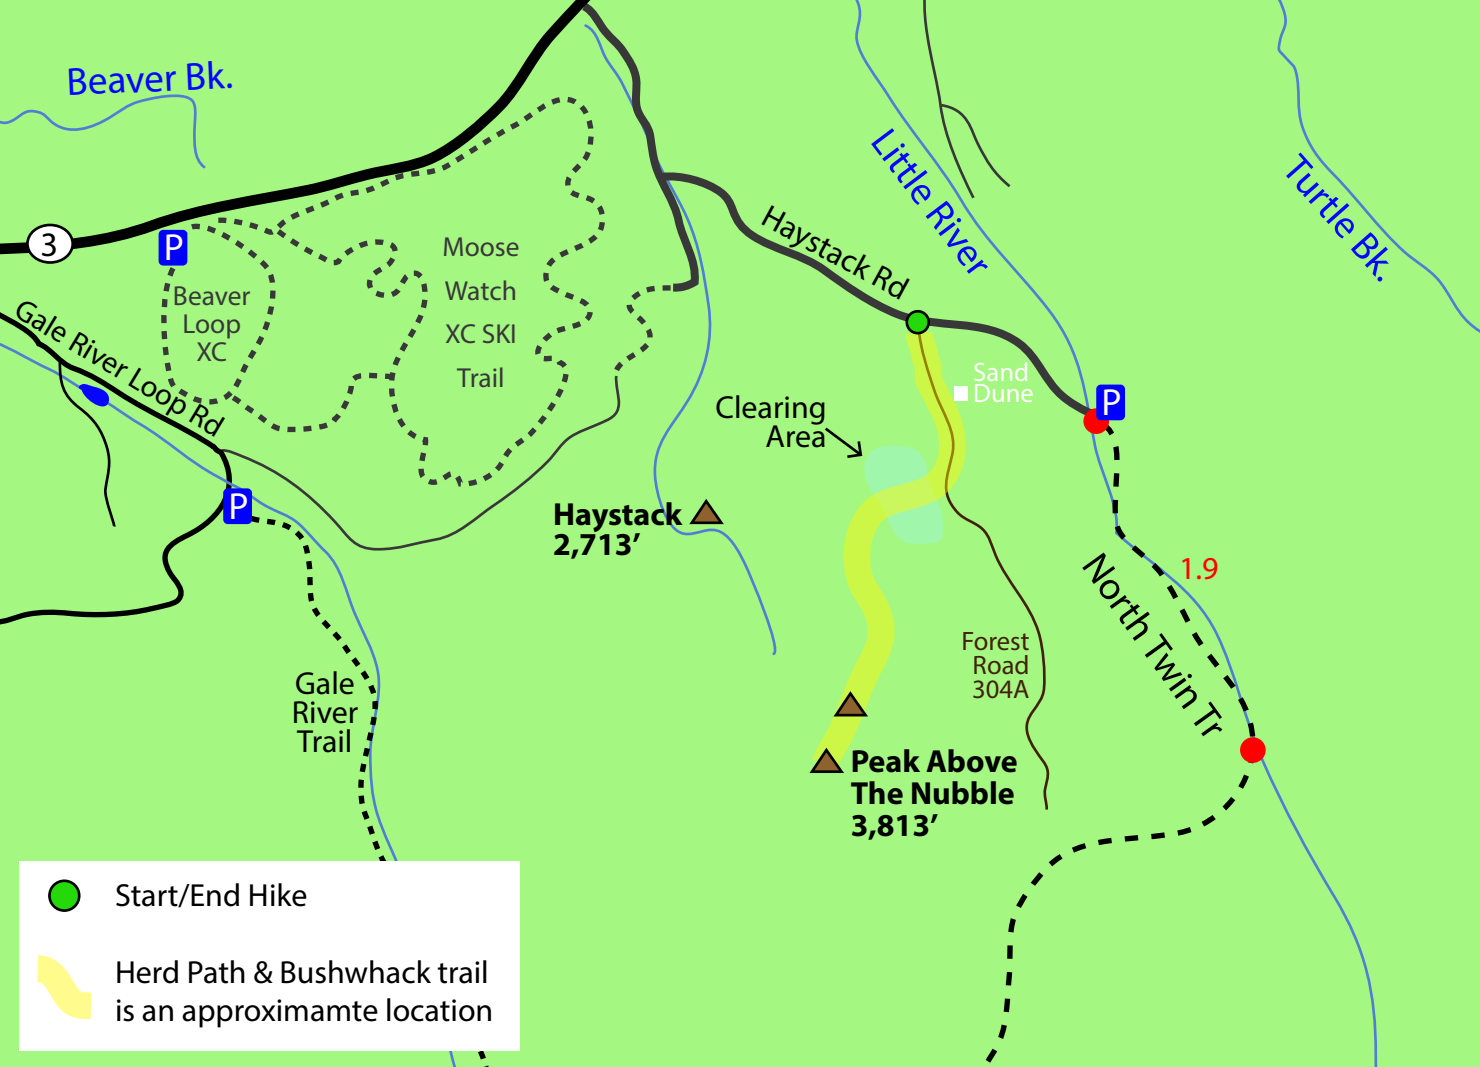 Beaver Bk.
3
P
Beaver
Loop
XC
Moose
Watch
XC SKI
Trail
Haystack Rd
Little River
Turtle Bk.
Gale River Loop Rd
P
Sand
Dune
P
Clearing
Area
Haystack
2,713’
1.9
North Twin Tr
Forest
Road
304A
Gale
River
Trail
Peak Above
The Nubble
3,813’
Start/End Hike
Herd Path & Bushwhack trail
is an approximamte location